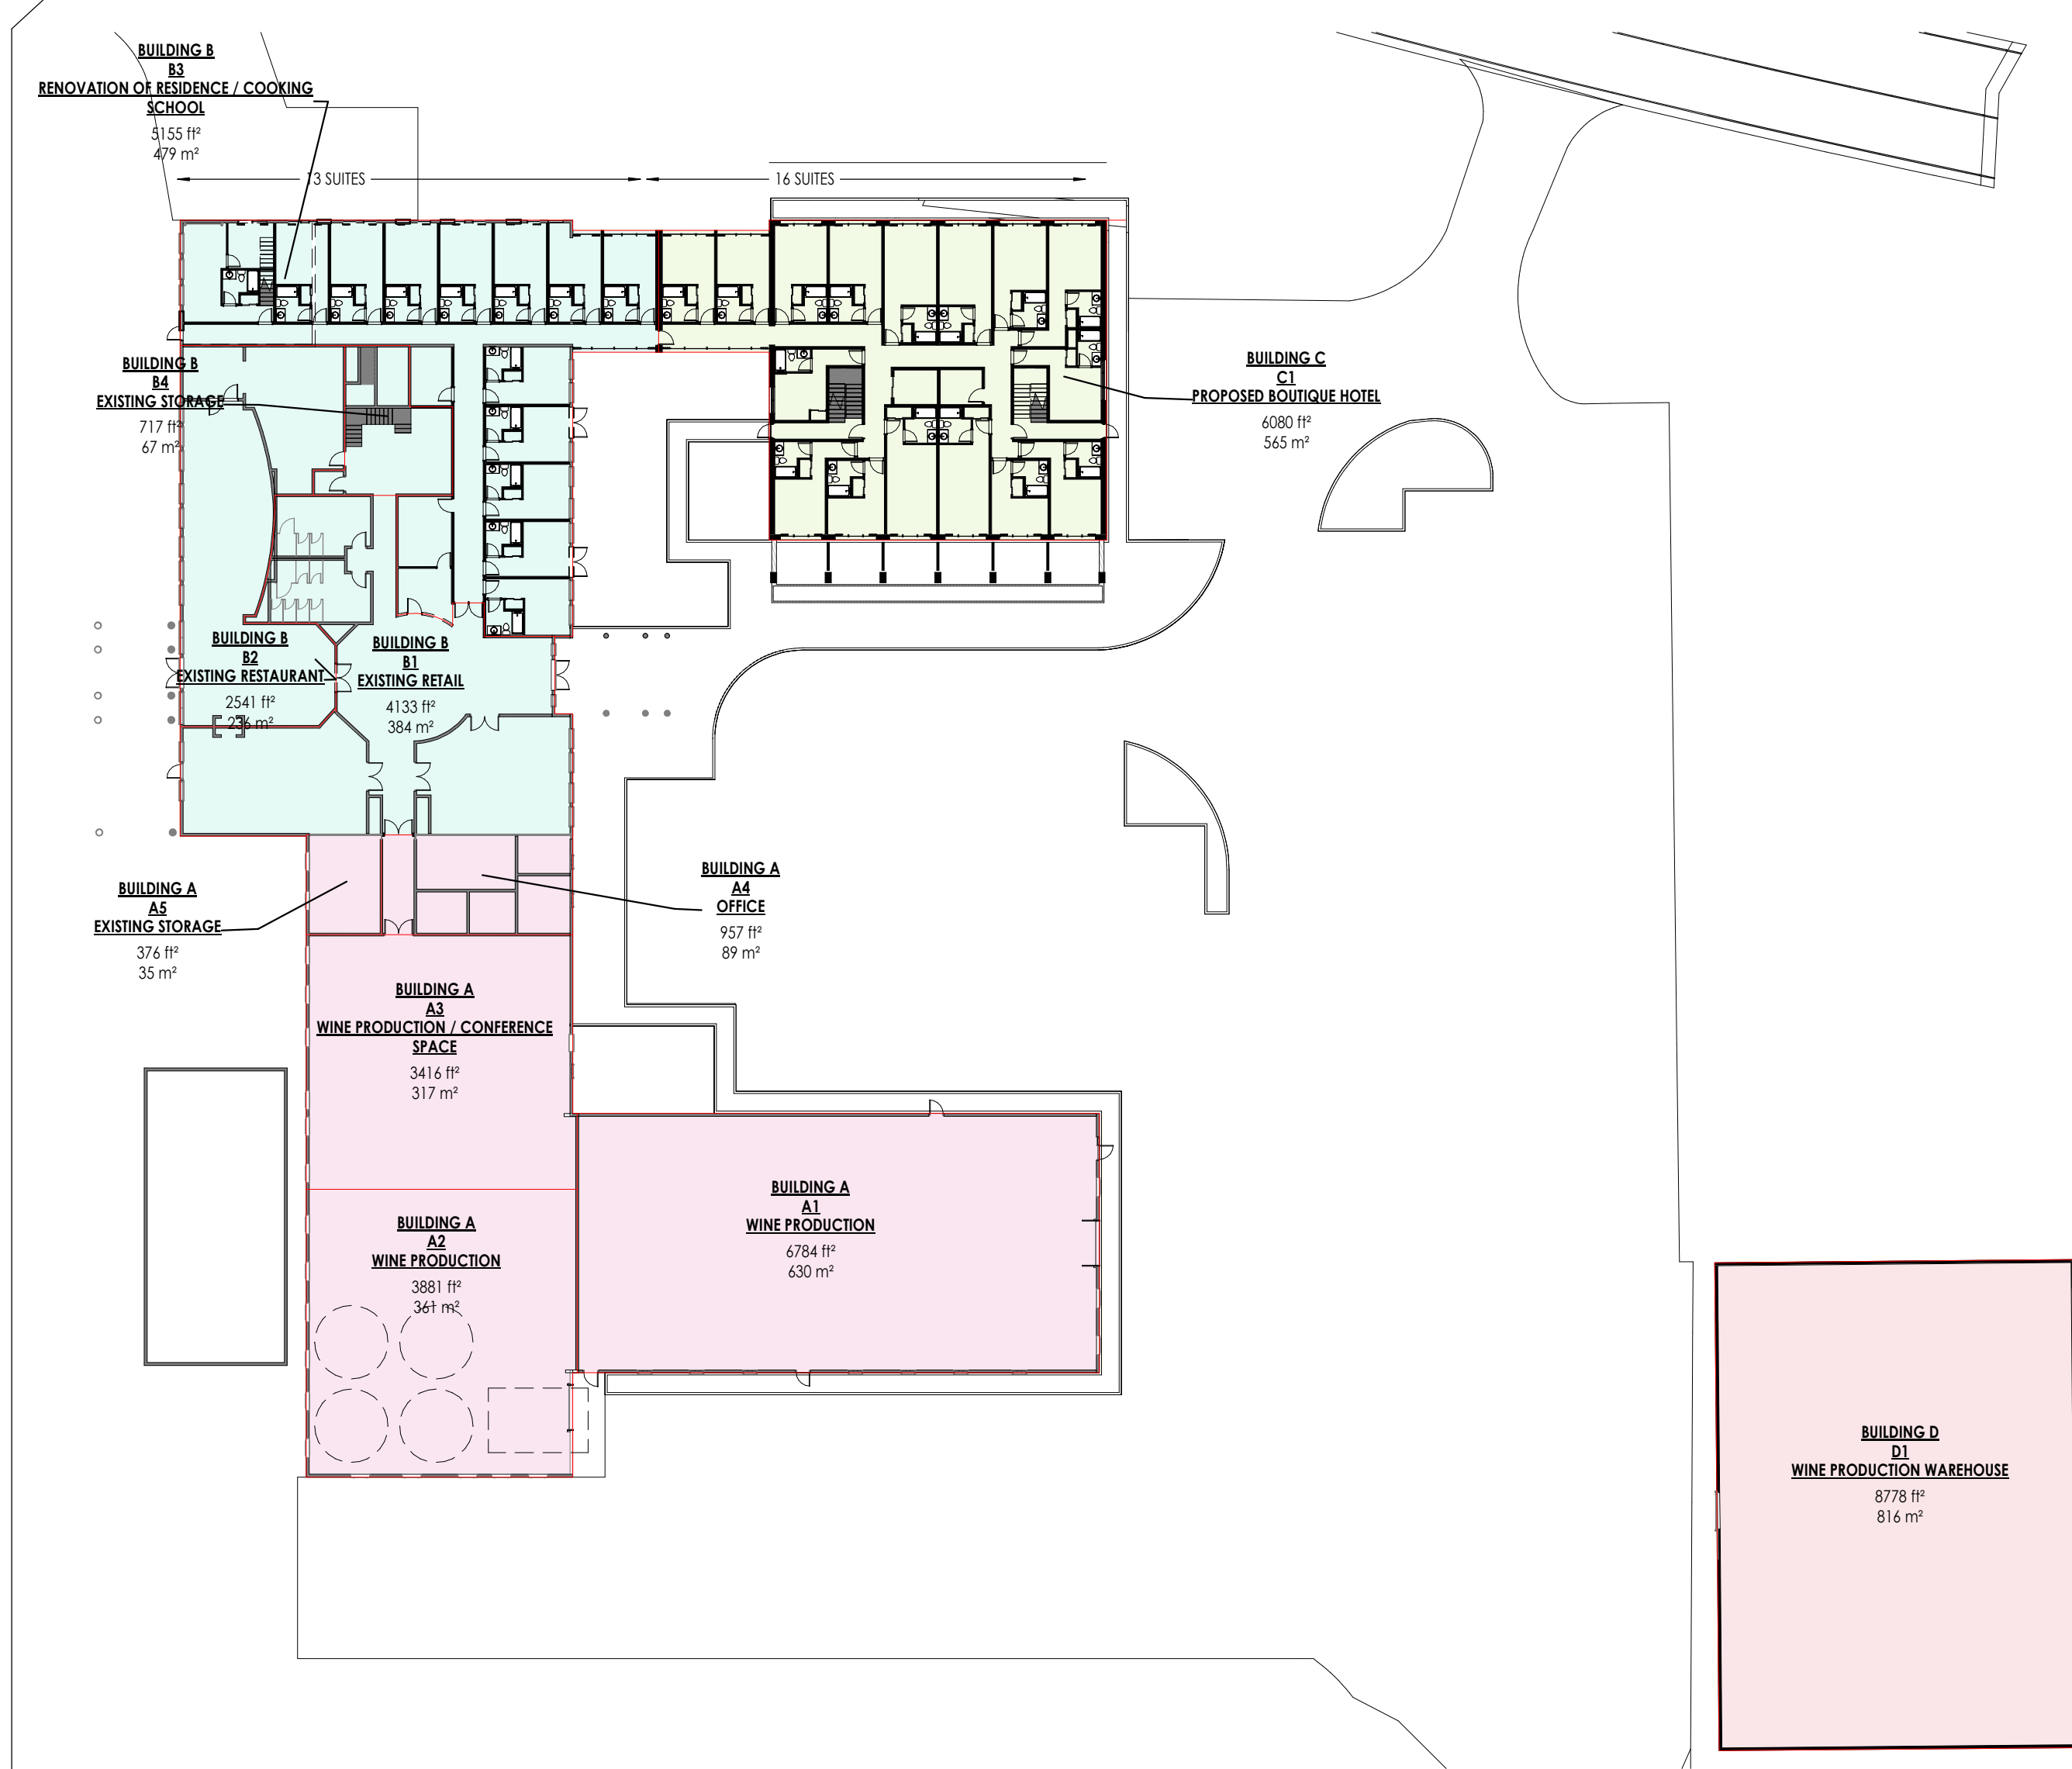 BUILDING B
B3
RENOVATION OF RESIDENCE / COOKING
SCHOOL
5155 ft²
479 m²
13 SUITES
16 SUITES
BUILDING B
B4
EXISTING STORAGE
717 ft²
67 m²
BUILDING C
C1
PROPOSED BOUTIQUE HOTEL
6080 ft²
565 m²
BUILDING B
B2
EXISTING RESTAURANT
2541 ft²
236 m²
BUILDING B
B1
EXISTING RETAIL
4133 ft²
384 m²
BUILDING A
A5
EXISTING STORAGE
376 ft²
35 m²
BUILDING A
A4
OFFICE
957 ft²
89 m²
BUILDING A
A3
WINE PRODUCTION / CONFERENCE
SPACE
3416 ft²
317 m²
BUILDING A
A2
WINE PRODUCTION
3881 ft²
361 m²
BUILDING A
A1
WINE PRODUCTION
6784 ft²
630 m²
BUILDING D
D1
WINE PRODUCTION WAREHOUSE
8778 ft²
816 m²